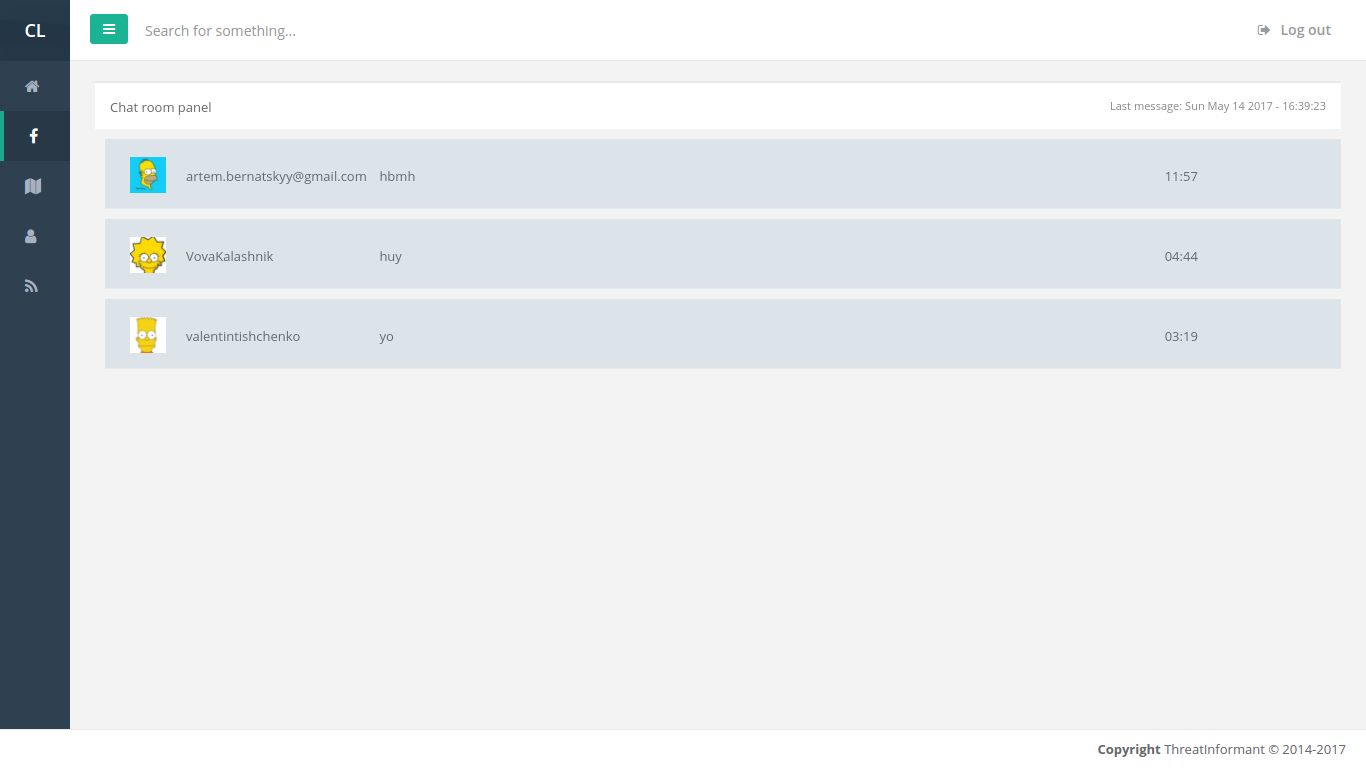 CL
Search for something...
Log out
Chat room panel
Last message: Sun May 14 2017 - 16:39:23
artem.bernatskyy@gmail.com hbmh 11:57
VovaKalashnik huy 04:44
valentintishchenko yo 03:19
Copyright ThreatInformant © 2014-2017